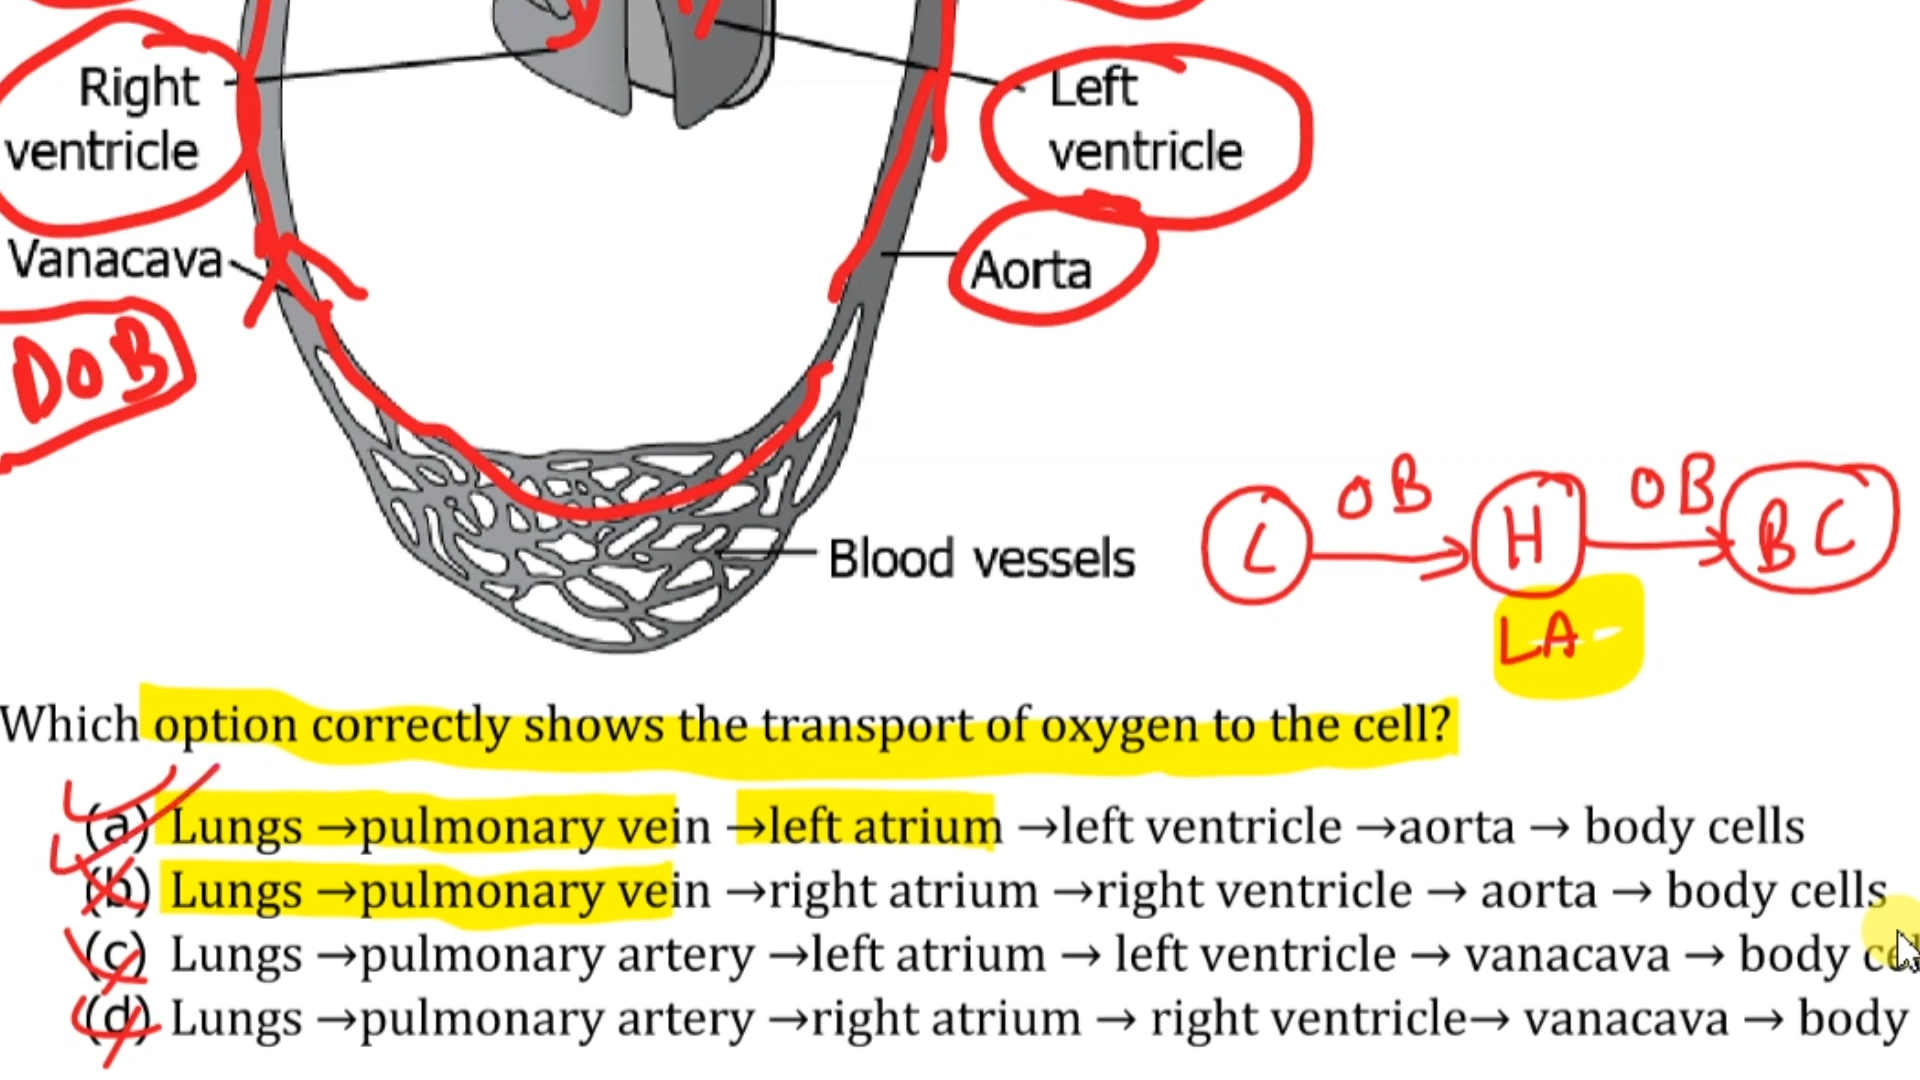 Right
ventricle
Left
ventricle
Vanacava
Aorta
DOB
OB
OB
L
H
BC
Blood vessels
LA
Which option correctly shows the transport of oxygen to the cell?
(a) Lungs →pulmonary vein →left atrium →left ventricle →aorta → body cells
(b) Lungs →pulmonary vein →right atrium →right ventricle → aorta → body cells
(c) Lungs →pulmonary artery →left atrium → left ventricle → vanacava → body
(d) Lungs →pulmonary artery →right atrium → right ventricle→ vanacava → body